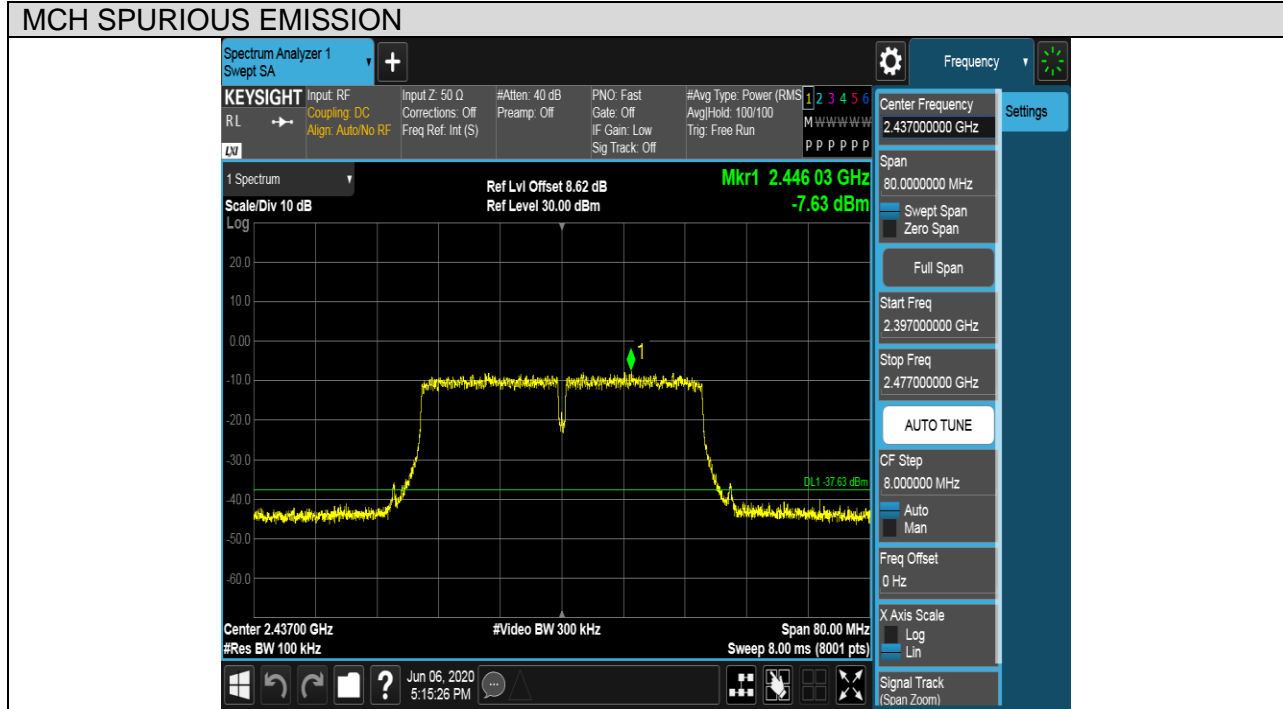 MCH SPURIOUS EMISSION
Spectrum Analyzer 1
Swept SA
Frequency
KEYSIGHT
RL
LXI
Input: RF
Coupling: DC
Align: Auto/No RF
Input Z: 50 Ω
Corrections: Off
Freq Ref: Int (S)
#Atten: 40 dB
Preamp: Off
PNO: Fast
Gate: Off
IF Gain: Low
Sig Track: Off
#Avg Type: Power (RMS
Avg|Hold: 100/100
Trig: Free Run
1 2 3 4 5 6
M W W W W W
P P P P P P
1 Spectrum
Scale/Div 10 dB
Log
Ref Lvl Offset 8.62 dB
Ref Level 30.00 dBm
Mkr1 2.446 03 GHz
-7.63 dBm
20.0
10.0
0.00
-10.0
-20.0
-30.0
-40.0
-50.0
-60.0
1
DL1 -37.63 dBm
Center 2.43700 GHz
#Res BW 100 kHz
#Video BW 300 kHz
Span 80.00 MHz
Sweep 8.00 ms (8001 pts)
Jun 06, 2020
5:15:26 PM
?
Center Frequency
2.437000000 GHz
Settings
Span
80.0000000 MHz
Swept Span
Zero Span
Full Span
Start Freq
2.397000000 GHz
Stop Freq
2.477000000 GHz
AUTO TUNE
CF Step
8.000000 MHz
Auto
Man
Freq Offset
0 Hz
X Axis Scale
Log
Lin
Signal Track
(Span Zoom)